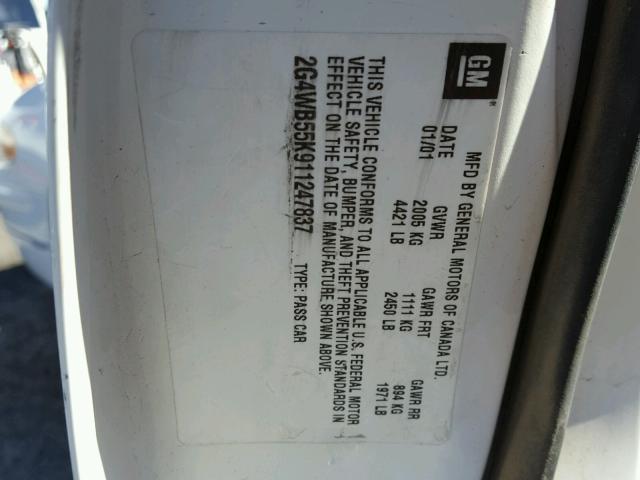 GM®
MFD BY GENERAL MOTORS OF CANADA LTD.
DATE GVWR GAWR FRT GAWR RR
01/01 2005 KG 1111 KG 894 KG
4421 LB 2450 LB 1971 LB
THIS VEHICLE CONFORMS TO ALL APPLICABLE U.S. FEDERAL MOTOR
VEHICLE SAFETY, BUMPER, AND THEFT PREVENTION STANDARDS IN
EFFECT ON THE DATE OF MANUFACTURE SHOWN ABOVE.
2G4WB55K911247837 TYPE: PASS CAR